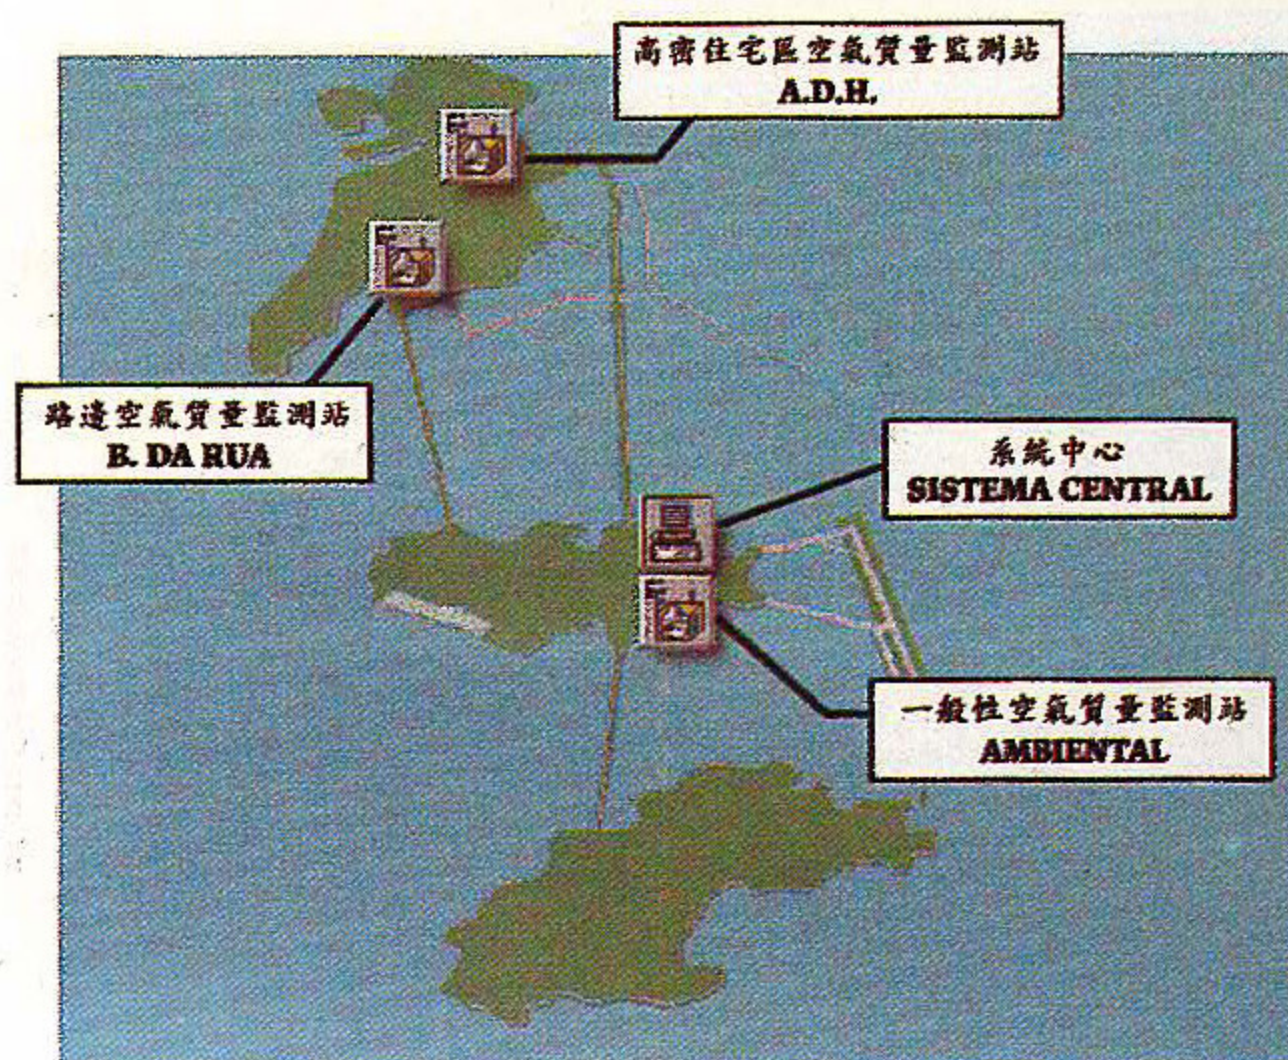 高密住宅區空氣質量監測站
A.D.H.
路邊空氣質量監測站
B. DA RUA
系統中心
SISTEMA CENTRAL
一般性空氣質量監測站
AMBIENTAL